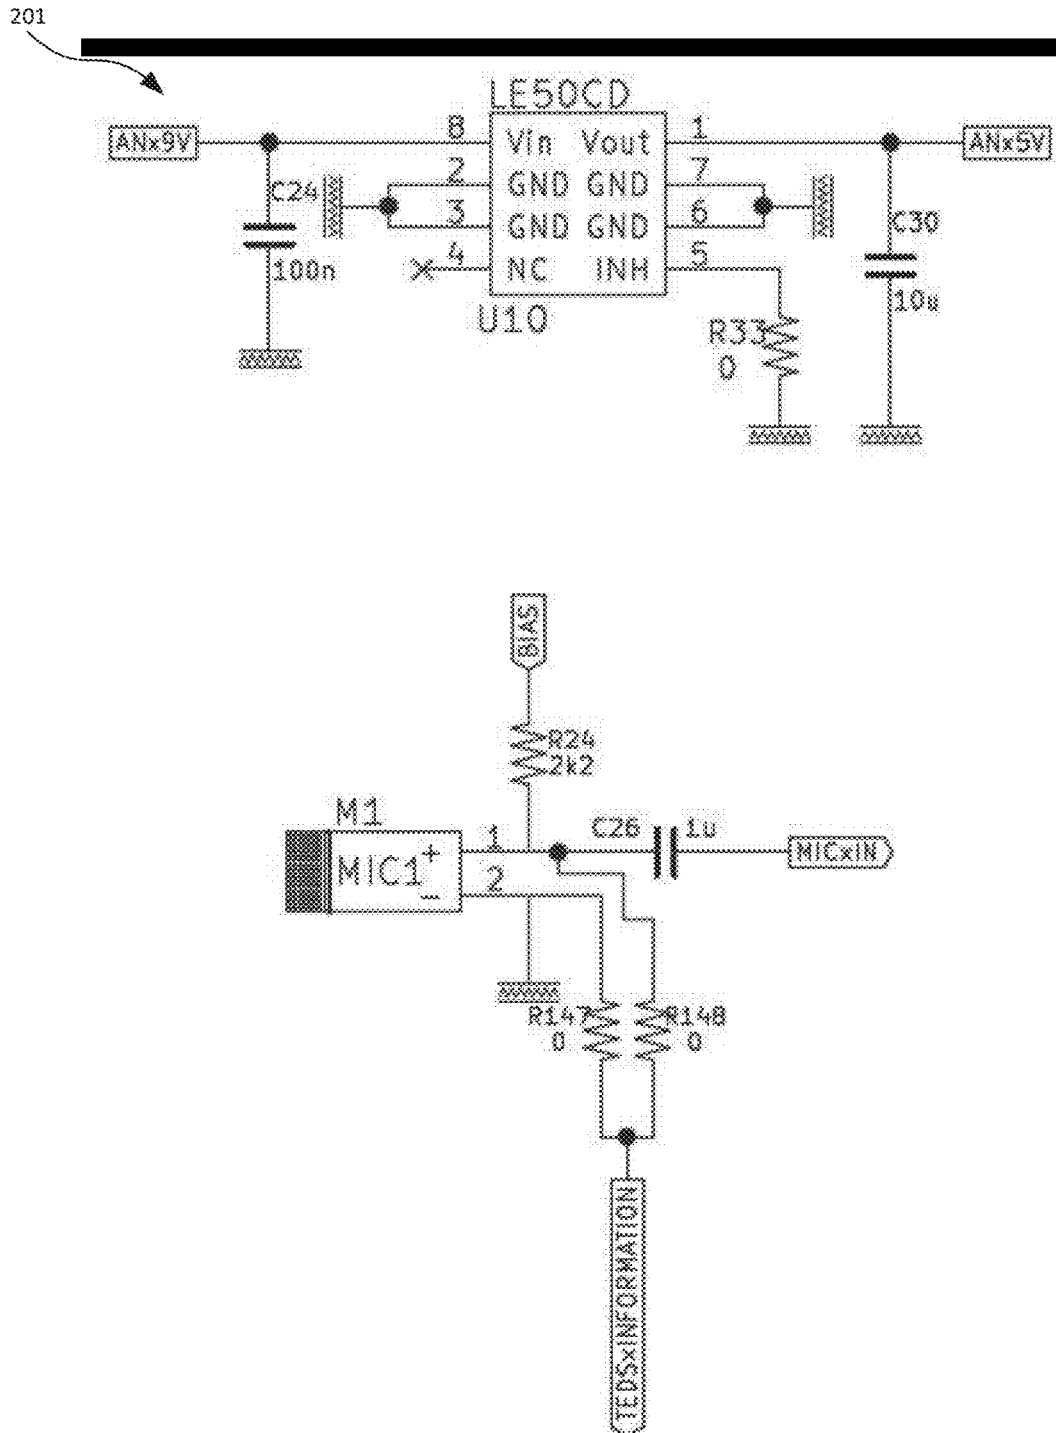 201
LE50CD
ANx9V
8 Vin Vout 1
ANx5V
C24
2 GND GND 7
3 GND GND 6
C30
100n
4 NC INH 5
10u
U10
R33
0
BIAS
R24
2k2
M1
C26 1u
1
MIC1 +
MICxIN
2
-
R147 R148
0 0
TEDSxINFORMATION